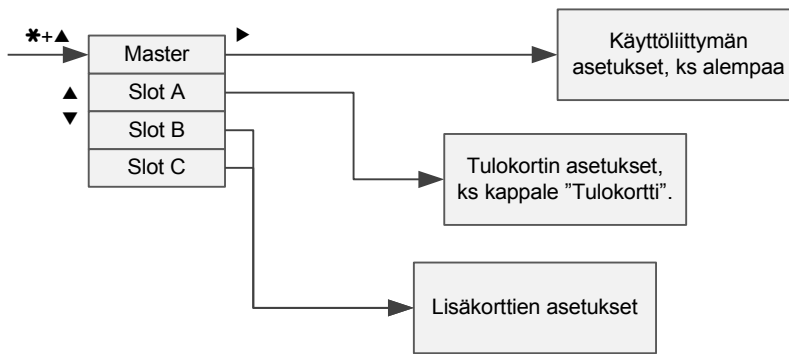 ✱+▲
Master
▶
Käyttöliittymän
asetukset, ks alempaa
▲
Slot A
▼
Slot B
Slot C
Tulokortin asetukset,
ks kappale ”Tulokortti”.
Lisäkorttien asetukset